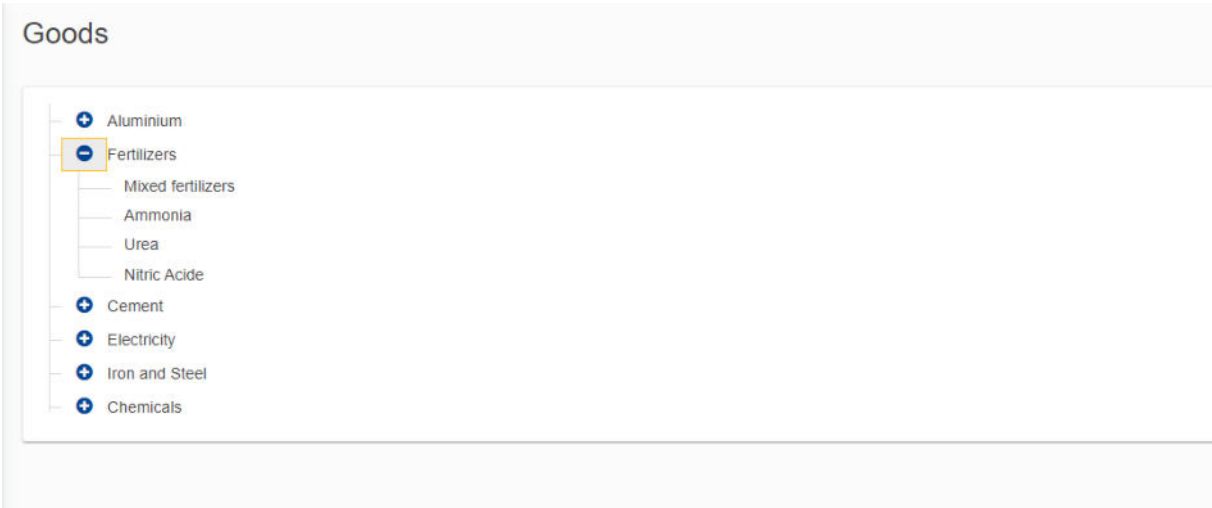 Goods
Aluminium
Fertilizers
Mixed fertilizers
Ammonia
Urea
Nitric Acide
Cement
Electricity
Iron and Steel
Chemicals